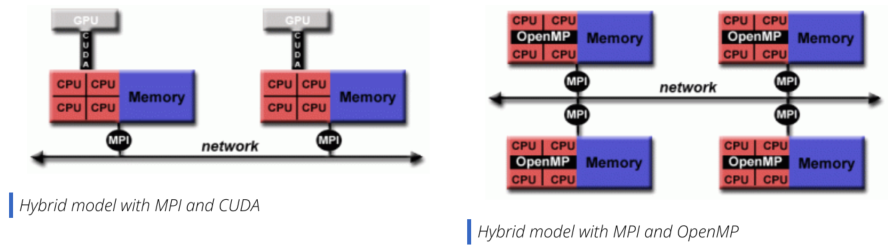 GPU
GPU
CUDA
CUDA
CPU CPU
CPU CPU
Memory
CPU CPU
CPU CPU
Memory
MPI
MPI
network
Hybrid model with MPI and CUDA
CPU CPU
OpenMP
CPU CPU
Memory
CPU CPU
OpenMP
CPU CPU
Memory
MPI
MPI
network
MPI
MPI
CPU CPU
OpenMP
CPU CPU
Memory
CPU CPU
OpenMP
CPU CPU
Memory
Hybrid model with MPI and OpenMP